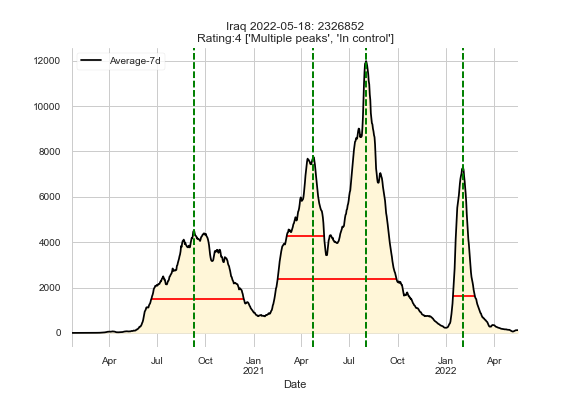 Iraq 2022-05-18: 2326852
Rating:4 ['Multiple peaks', 'In control']
Average-7d
12000
10000
8000
6000
4000
2000
0
Apr Jul Oct Jan Apr Jul Oct Jan Apr
2021 2022
Date